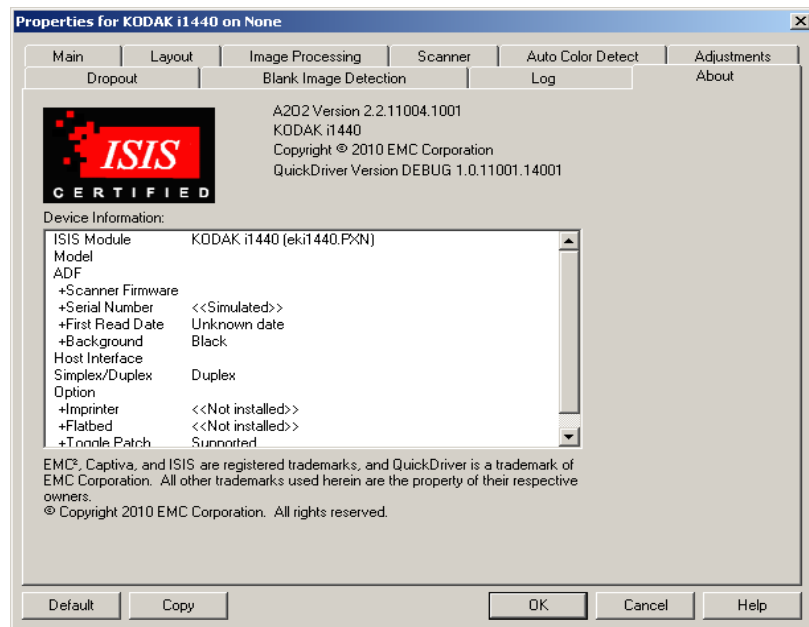 Properties for KODAK i1440 on None
Main Layout Image Processing Scanner Auto Color Detect Adjustments
Dropout Blank Image Detection Log About
ISIS
CERTIFIED
A2O2 Version 2.2.11004.1001
KODAK i1440
Copyright © 2010 EMC Corporation
QuickDriver Version DEBUG 1.0.11001.14001
Device Information:
ISIS Module KODAK i1440 (eki1440.PXN)
Model
ADF
+Scanner Firmware
+Serial Number <<Simulated>>
+First Read Date Unknown date
+Background Black
Host Interface
Simplex/Duplex Duplex
Option
+Imprinter <<Not installed>>
+Flatbed <<Not installed>>
+Toggle Patch Supported
EMC², Captiva, and ISIS are registered trademarks, and QuickDriver is a trademark of
EMC Corporation. All other trademarks used herein are the property of their respective
owners.
© Copyright 2010 EMC Corporation. All rights reserved.
Default Copy OK Cancel Help